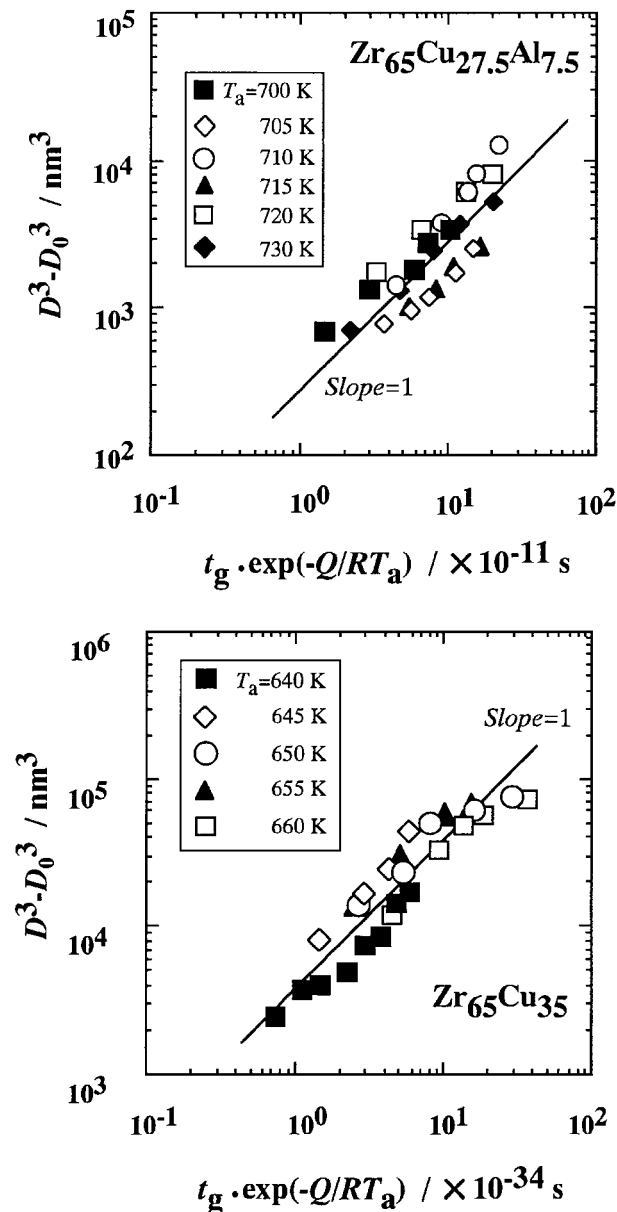 10^5
Zr65Cu27.5Al7.5
Ta=700 K
705 K
710 K
715 K
720 K
730 K
10^4
D^3-D0^3 / nm^3
10^3
Slope=1
10^2
10^-1 10^0 10^1 10^2
tg·exp(-Q/RTa) / ×10^-11 s
10^6
Ta=640 K
645 K
650 K
655 K
660 K
Slope=1
10^5
D^3-D0^3 / nm^3
10^4
Zr65Cu35
10^3
10^-1 10^0 10^1 10^2
tg·exp(-Q/RTa) / ×10^-34 s